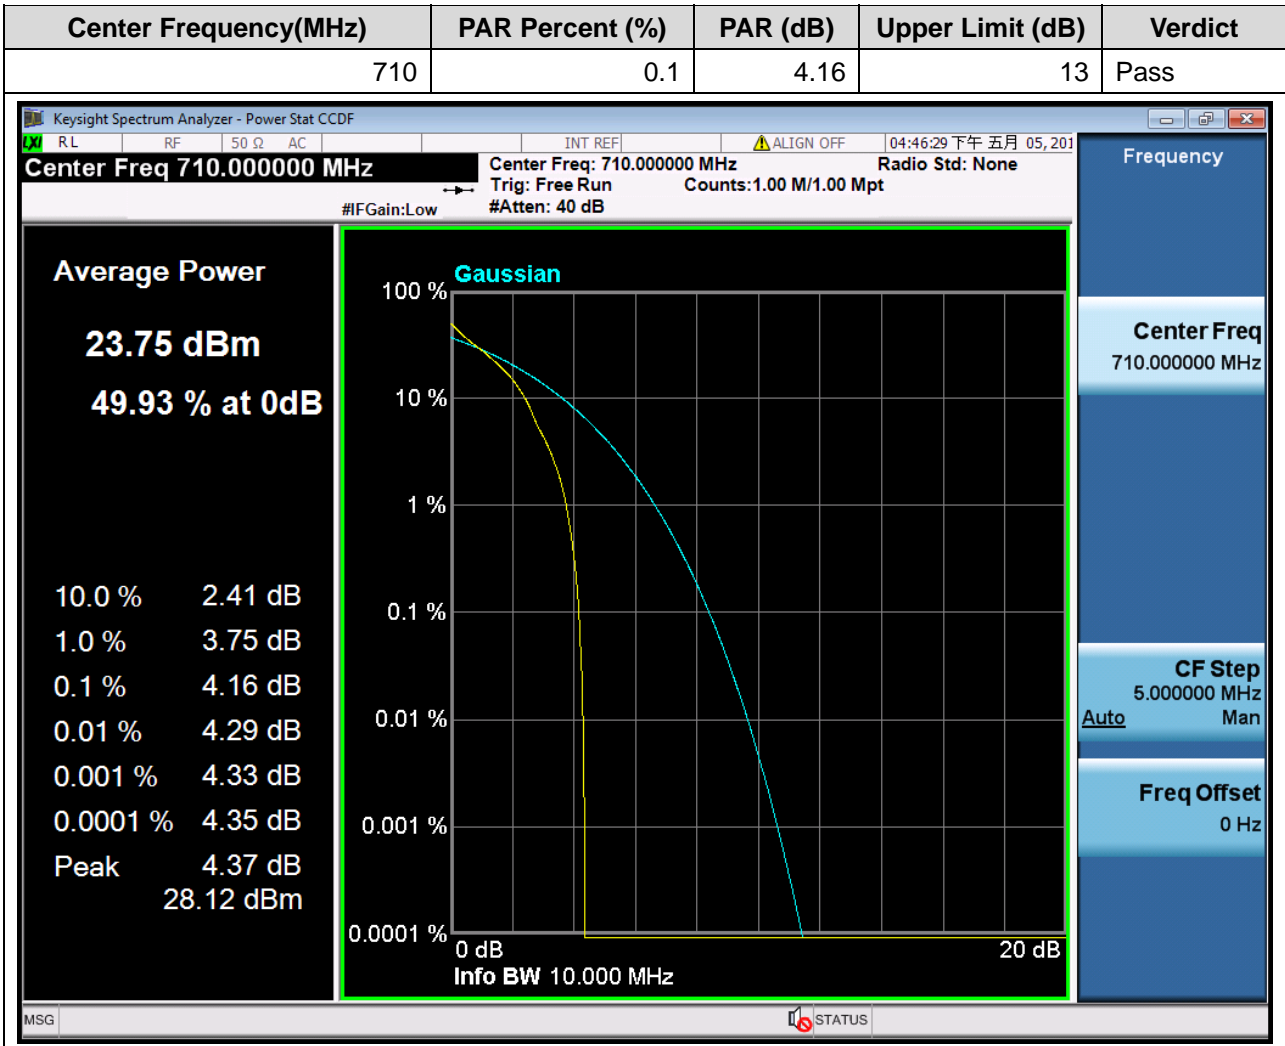 Center Frequency(MHz) PAR Percent (%) PAR (dB) Upper Limit (dB) Verdict
710 0.1 4.16 13 Pass
Keysight Spectrum Analyzer - Power Stat CCDF
LXI RL RF 50 Ω AC INT REF ALIGN OFF 04:46:29 下午 五月 05, 201
Center Freq 710.000000 MHz
Center Freq: 710.000000 MHz Radio Std: None
Trig: Free Run Counts:1.00 M/1.00 Mpt
#IFGain:Low #Atten: 40 dB
Frequency
Average Power
23.75 dBm
49.93 % at 0dB
10.0 % 2.41 dB
1.0 % 3.75 dB
0.1 % 4.16 dB
0.01 % 4.29 dB
0.001 % 4.33 dB
0.0001 % 4.35 dB
Peak 4.37 dB
28.12 dBm
Gaussian
100 %
10 %
1 %
0.1 %
0.01 %
0.001 %
0.0001 %
0 dB 20 dB
Info BW 10.000 MHz
Center Freq
710.000000 MHz
CF Step
5.000000 MHz
Auto Man
Freq Offset
0 Hz
MSG STATUS